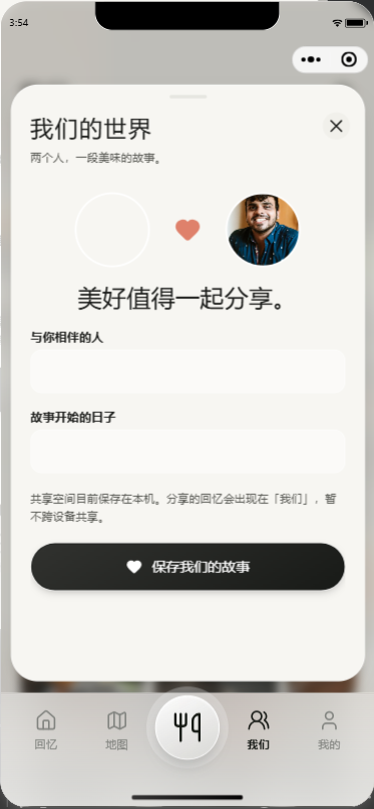 3:54
我们的世界
两个人，一段美味的故事。
美好值得一起分享。
与你相伴的人
故事开始的日子
共享空间目前保存在本机。分享的回忆会出现在「我们」，暂
不跨设备共享。
保存我们的故事
回忆
地图
我们
我的